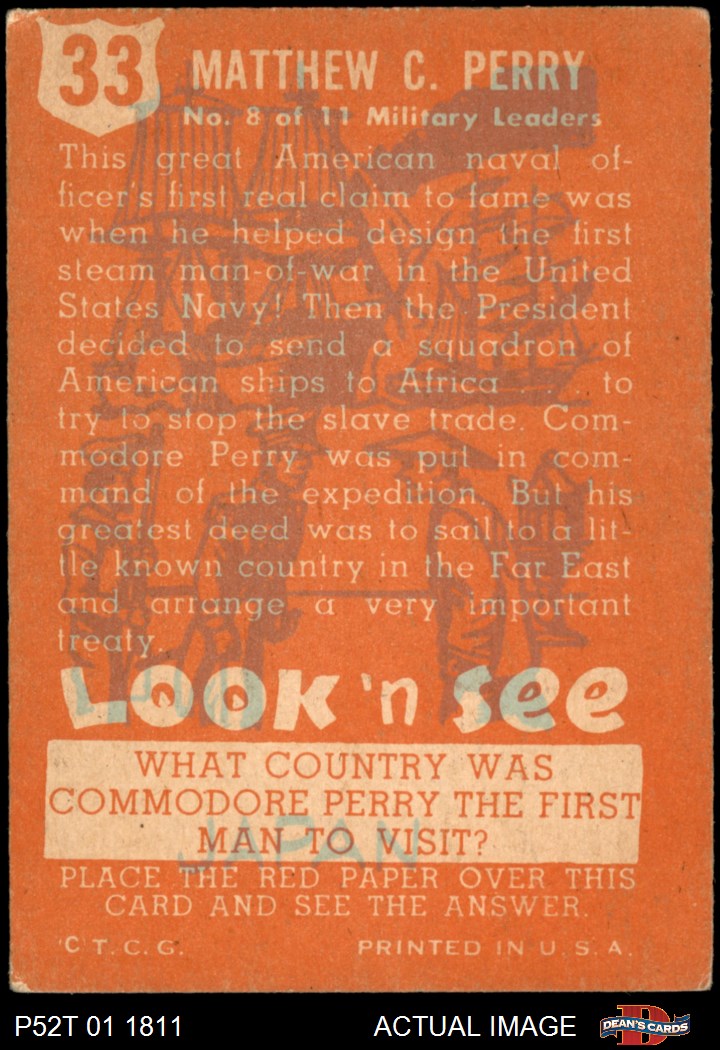 33
MATTHEW C. PERRY
No. 8 of 11 Military Leaders
This great American naval of-
ficer's first real claim to fame was
when he helped design the first
steam man-of-war in the United
States Navy! Then the President
decided to send a squadron of
American ships to Africa . . . . to
try to stop the slave trade. Com-
modore Perry was put in com-
mand of the expedition. But his
greatest deed was to sail to a lit-
tle known country in the Far East
and arrange a very important
treaty.
LOOK 'n SEE
WHAT COUNTRY WAS
COMMODORE PERRY THE FIRST
MAN TO VISIT?
JAPAN
PLACE THE RED PAPER OVER THIS
CARD AND SEE THE ANSWER.
©T.C.G. PRINTED IN U.S.A.
P52T 01 1811 ACTUAL IMAGE DEAN'S CARDS